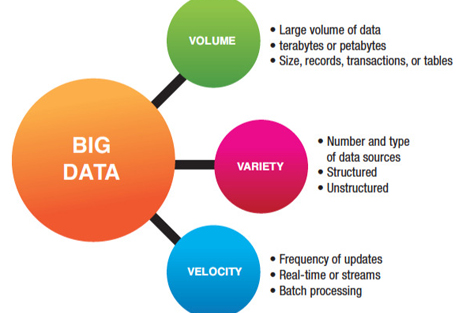 VOLUME
• Large volume of data
• terabytes or petabytes
• Size, records, transactions, or tables
BIG
DATA
VARIETY
• Number and type
of data sources
• Structured
• Unstructured
VELOCITY
• Frequency of updates
• Real-time or streams
• Batch processing